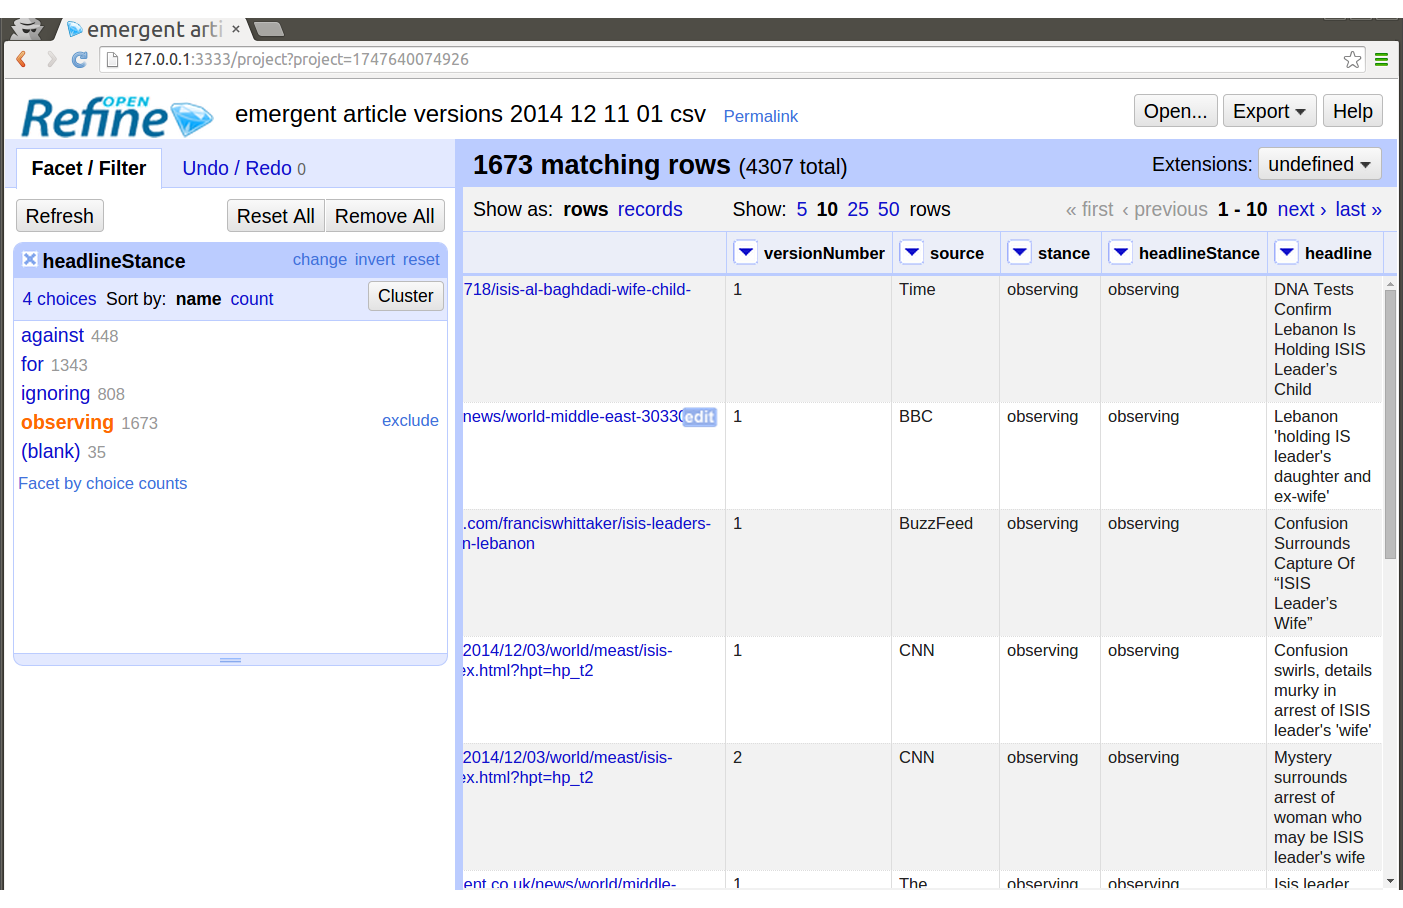 emergent arti ×
127.0.0.1:3333/project?project=1747640074926
OPEN
Refine
emergent article versions 2014 12 11 01 csv Permalink
Open... Export Help
Facet / Filter Undo / Redo 0
1673 matching rows (4307 total)
Extensions: undefined
Refresh Reset All Remove All
Show as: rows records Show: 5 10 25 50 rows « first ‹ previous 1 - 10 next › last »
headlineStance change invert reset
4 choices Sort by: name count Cluster
against 448
for 1343
ignoring 808
observing 1673 exclude
(blank) 35
Facet by choice counts
versionNumber source stance headlineStance headline
718/isis-al-baghdadi-wife-child- 1 Time observing observing DNA Tests
Confirm
Lebanon Is
Holding ISIS
Leader's
Child
news/world-middle-east-3033 edit 1 BBC observing observing Lebanon
'holding IS
leader's
daughter and
ex-wife'
.com/franciswhittaker/isis-leaders- 1 BuzzFeed observing observing Confusion
n-lebanon Surrounds
Capture Of
“ISIS
Leader’s
Wife”
2014/12/03/world/meast/isis- 1 CNN observing observing Confusion
ex.html?hpt=hp_t2 swirls, details
murky in
arrest of ISIS
leader's 'wife'
2014/12/03/world/meast/isis- 2 CNN observing observing Mystery
ex.html?hpt=hp_t2 surrounds
arrest of
woman who
may be ISIS
leader's wife
ent.co.uk/news/world/middle- 1 The observing observing Isis leader